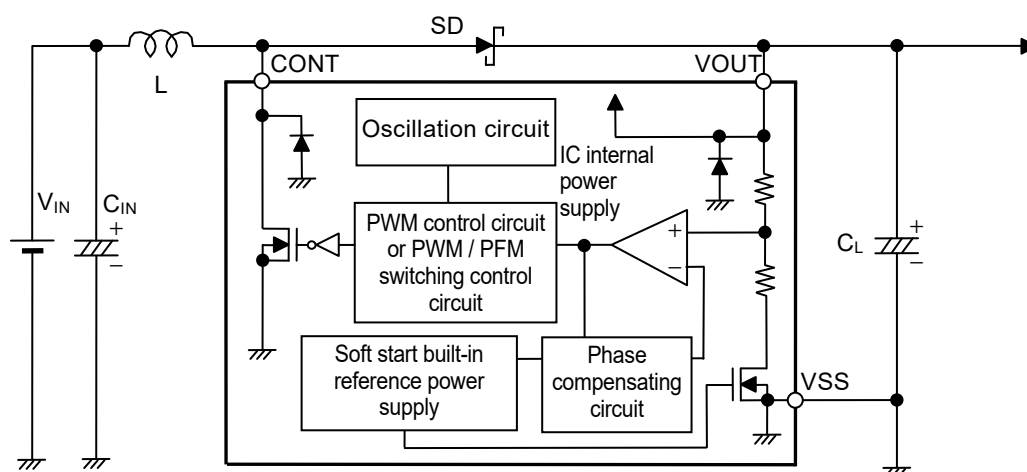 SD
CONT
VOUT
L
Oscillation circuit
IC internal
power
supply
VIN
CIN
+
−
PWM control circuit
or PWM / PFM
switching control
circuit
+
−
CL
+
−
Soft start built-in
reference power
supply
Phase
compensating
circuit
VSS